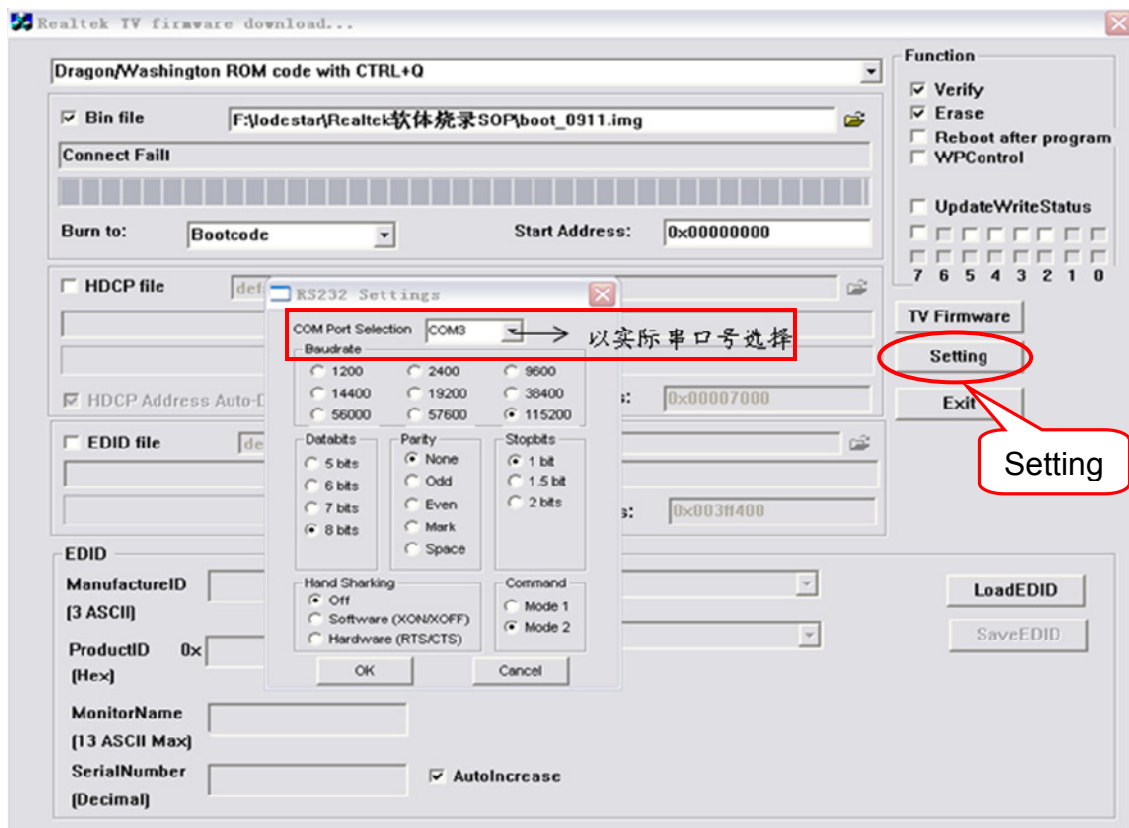 Realtek TV firmware download...
Dragon/Washington ROM code with CTRL+Q
Bin file
F:\lodestar\Realtek软体烧录SOP\boot_0911.img
Connect Fail!
Burn to:
Bootcode
Start Address:
0x00000000
Function
Verify
Erase
Reboot after program
WPControl
UpdateWriteStatus
7 6 5 4 3 2 1 0
TV Firmware
Setting
Exit
Setting
HDCP file
def
HDCP Address Auto-D
s:
0x00007000
EDID file
de
s:
0x003ff400
RS232 Settings
COM Port Selection
COM3
以实际串口号选择
Baudrate
1200 2400 9600
14400 19200 38400
56000 57600 115200
Databits
5 bits
6 bits
7 bits
8 bits
Parity
None
Odd
Even
Mark
Space
Stopbits
1 bit
1.5 bit
2 bits
Hand Sharking
Off
Software (XON/XOFF)
Hardware (RTS/CTS)
Command
Mode 1
Mode 2
OK
Cancel
EDID
ManufactureID
(3 ASCII)
ProductID 0x
(Hex)
MonitorName
(13 ASCII Max)
SerialNumber
(Decimal)
AutoIncrease
LoadEDID
SaveEDID